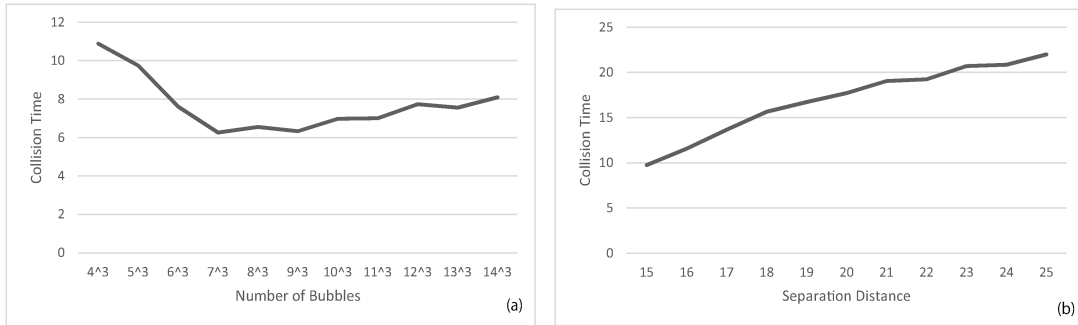 12
10
8
6
4
2
0
Collision Time
4^3 5^3 6^3 7^3 8^3 9^3 10^3 11^3 12^3 13^3 14^3
Number of Bubbles
(a)
25
20
15
10
5
0
Collision Time
15 16 17 18 19 20 21 22 23 24 25
Separation Distance
(b)